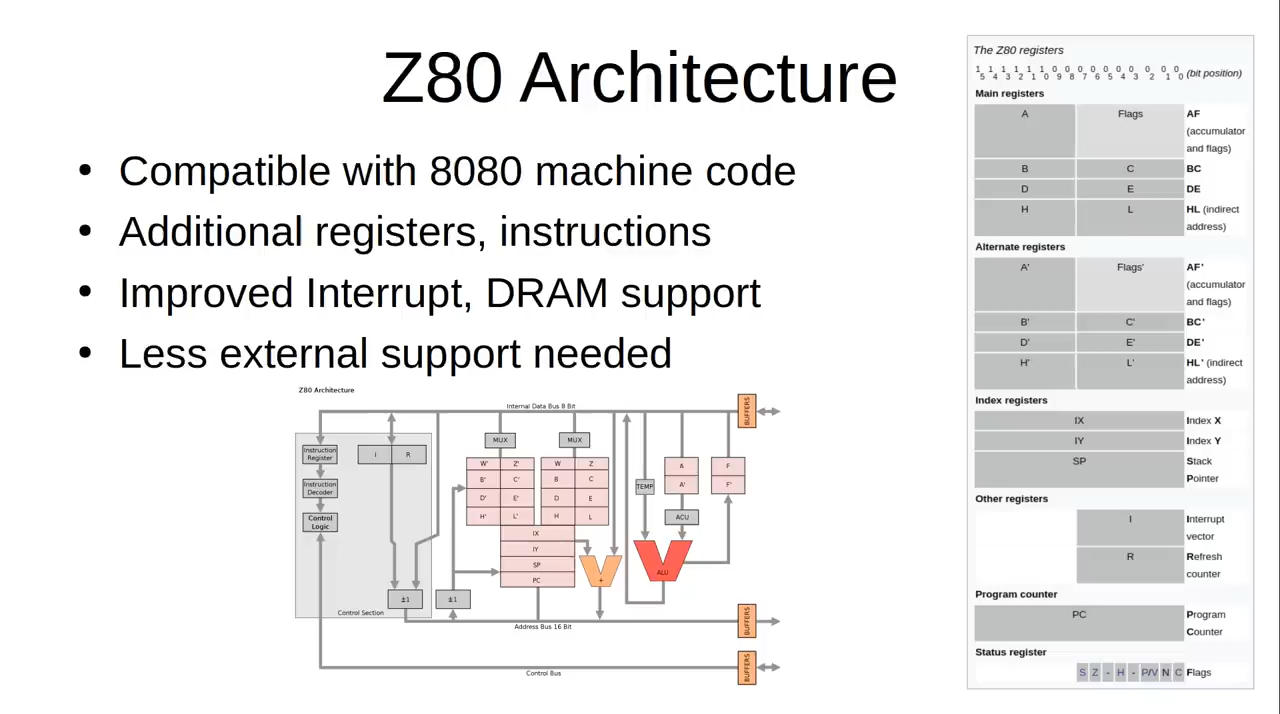 Z80 Architecture
• Compatible with 8080 machine code
• Additional registers, instructions
• Improved Interrupt, DRAM support
• Less external support needed
Z80 Architecture
Internal Data Bus 8 Bit
BUFFERS
MUX
MUX
Instruction
Register
I
R
W'
Z'
W
Z
B'
C'
B
C
D'
E'
D
E
H'
L'
H
L
IX
IY
SP
PC
Instruction
Decoder
Control
Logic
TEMP
A
A'
F
F'
ACU
+
ALU
±1
±1
Control Section
BUFFERS
Address Bus 16 Bit
BUFFERS
Control Bus
The Z80 registers
1 1 1 1 1 1 0 0 0 0 0 0 0 0 0 0
5 4 3 2 1 0 9 8 7 6 5 4 3 2 1 0 (bit position)
Main registers
A Flags AF
(accumulator
and flags)
B C BC
D E DE
H L HL (indirect
address)
Alternate registers
A' Flags' AF'
(accumulator
and flags)
B' C' BC'
D' E' DE'
H' L' HL' (indirect
address)
Index registers
IX Index X
IY Index Y
SP Stack
Pointer
Other registers
I Interrupt
vector
R Refresh
counter
Program counter
PC Program
Counter
Status register
S Z - H - P/V N C Flags